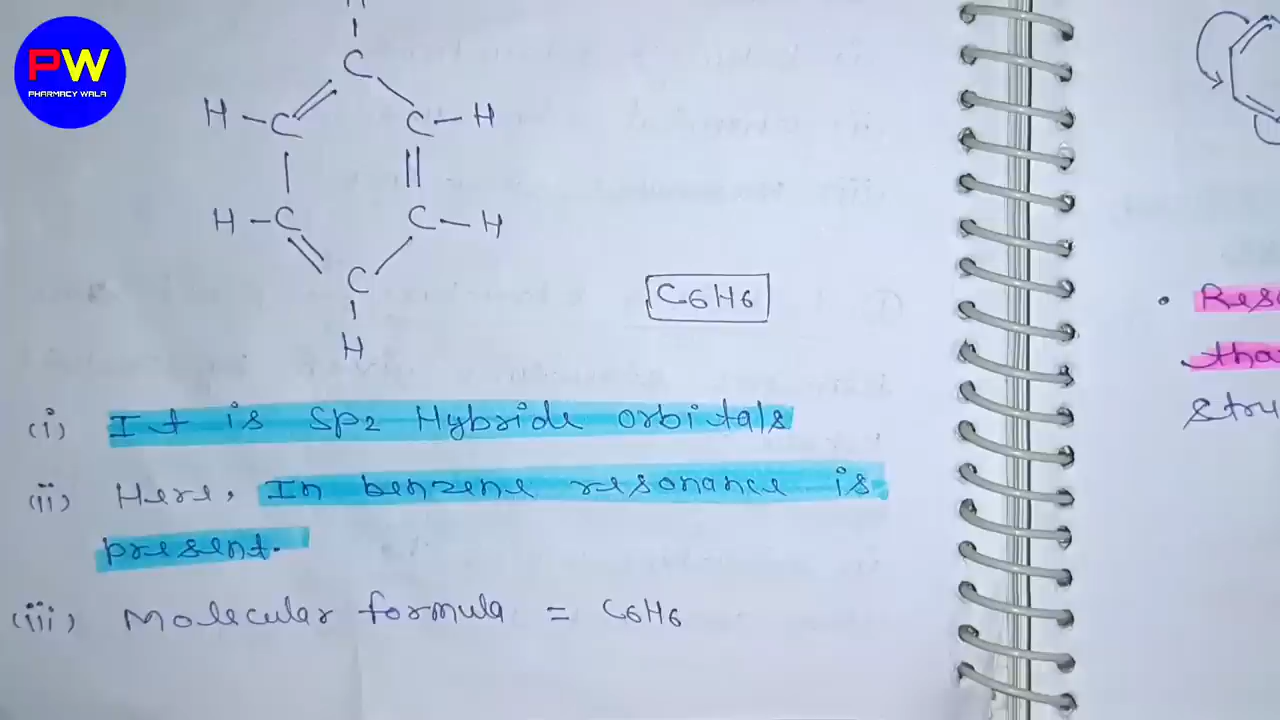 PW
PHARMACY WALA
H
C
H-C C-H
H-C C-H
C
H
C6H6
(i) It is Sp2 Hybride orbitals
(ii) Here, In benzene resonance is
present.
(iii) Molecular formula = C6H6